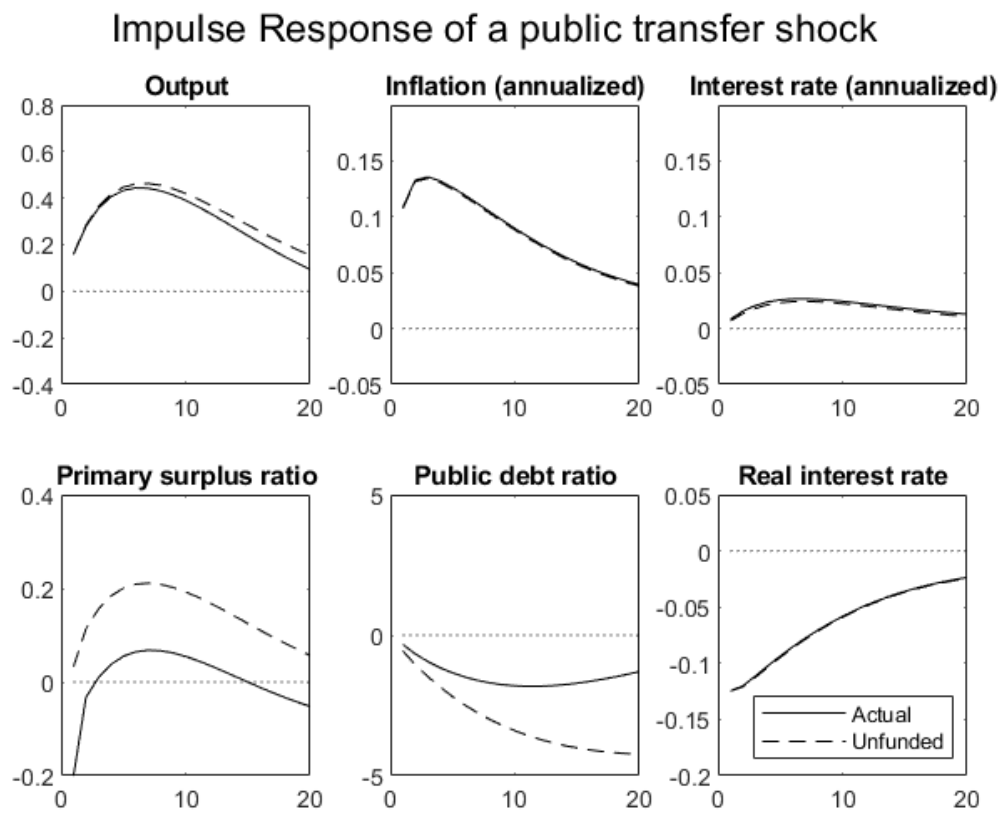 Impulse Response of a public transfer shock
Output
0.8
0.6
0.4
0.2
0
-0.2
-0.4
0 10 20
Inflation (annualized)
0.15
0.1
0.05
0
-0.05
0 10 20
Interest rate (annualized)
0.15
0.1
0.05
0
-0.05
0 10 20
Primary surplus ratio
0.4
0.2
0
-0.2
0 10 20
Public debt ratio
5
0
-5
0 10 20
Real interest rate
0.05
0
-0.05
-0.1
-0.15
-0.2
Actual
Unfunded
0 10 20